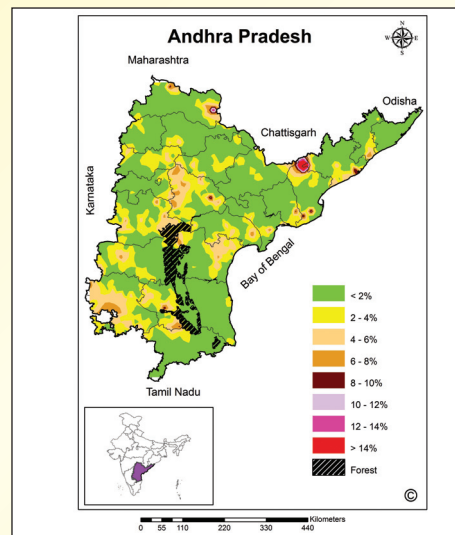 Andhra Pradesh
N
W
E
S
Maharashtra
Odisha
Chattisgarh
Karnataka
Bay of Bengal
< 2%
2 - 4%
4 - 6%
6 - 8%
8 - 10%
10 - 12%
12 - 14%
> 14%
Forest
Tamil Nadu
©
Kilometers
0 55 110 220 330 440